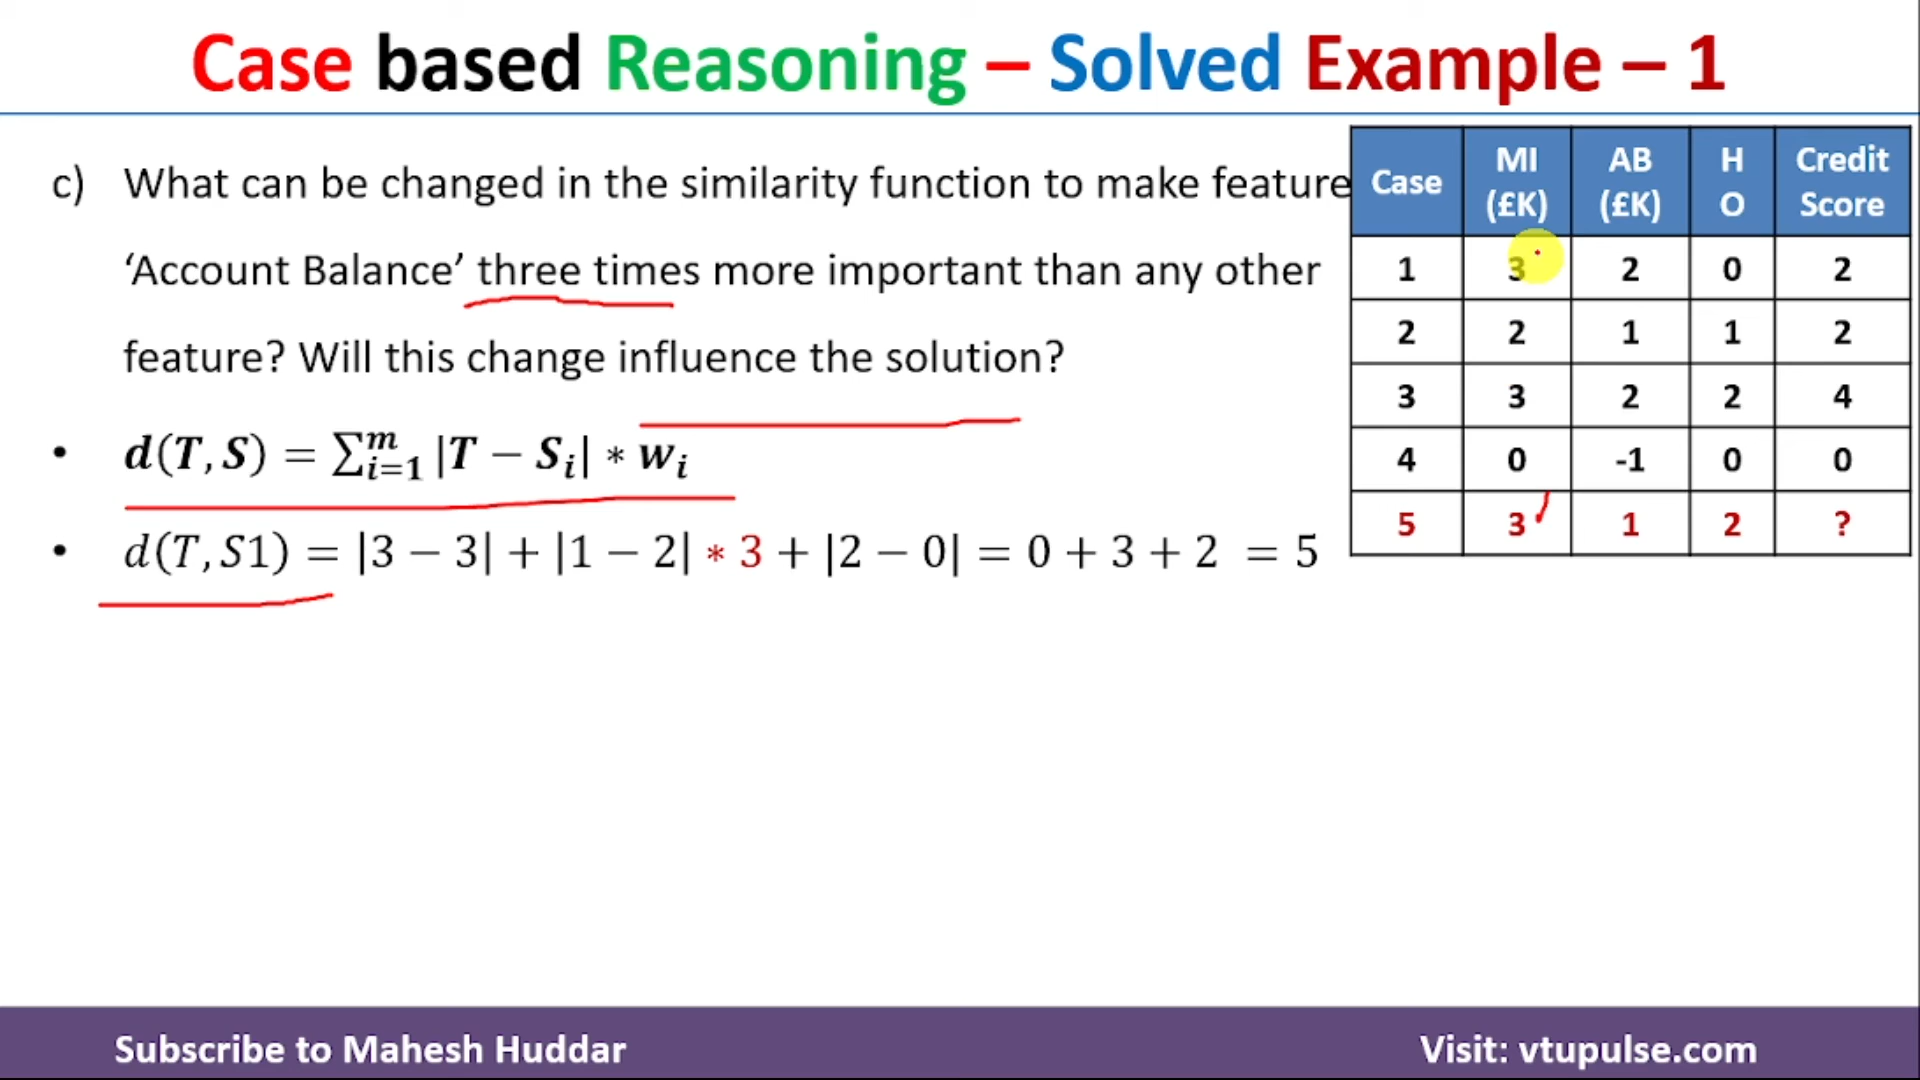 Case based Reasoning – Solved Example – 1
c) What can be changed in the similarity function to make feature
‘Account Balance’ three times more important than any other
feature? Will this change influence the solution?
• d(T, S) = ∑ᵐᵢ₌₁ |T − Sᵢ| * wᵢ
• d(T, S1) = |3 − 3| + |1 − 2| * 3 + |2 − 0| = 0 + 3 + 2 = 5
Case MI (£K) AB (£K) H O Credit Score
1 3 2 0 2
2 2 1 1 2
3 3 2 2 4
4 0 -1 0 0
5 3 1 2 ?
Subscribe to Mahesh Huddar
Visit: vtupulse.com